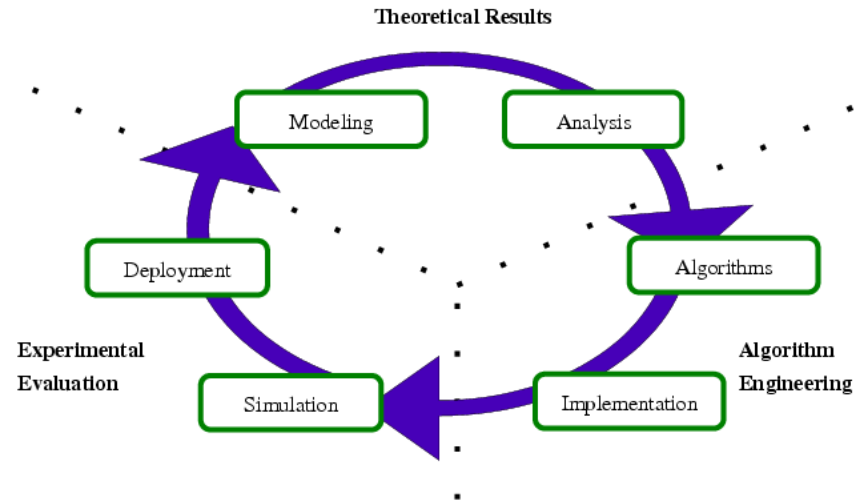 Theoretical Results
Modeling
Analysis
Deployment
Algorithms
Experimental
Evaluation
Algorithm
Engineering
Simulation
Implementation